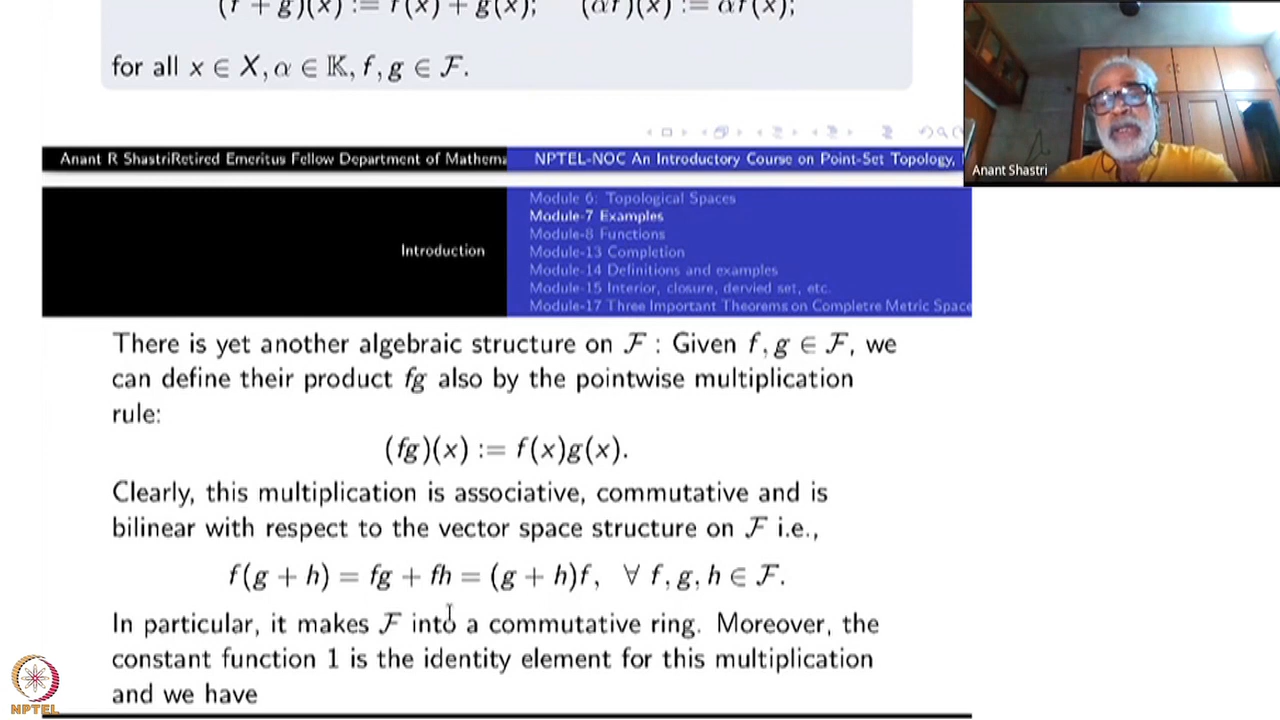 (f + g)(x) := f(x) + g(x); (αf)(x) := αf(x);
for all x ∈ X, α ∈ 𝕂, f, g ∈ ℱ.
Anant Shastri
Anant R ShastriRetired Emeritus Fellow Department of Mathema
NPTEL-NOC An Introductory Course on Point-Set Topology,
Introduction
Module 6: Topological Spaces
Module-7 Examples
Module-8 Functions
Module-13 Completion
Module-14 Definitions and examples
Module-15 Interior, closure, dervied set, etc.
Module-17 Three Important Theorems on Completre Metric Space
There is yet another algebraic structure on ℱ : Given f, g ∈ ℱ, we
can define their product fg also by the pointwise multiplication
rule:
(fg)(x) := f(x)g(x).
Clearly, this multiplication is associative, commutative and is
bilinear with respect to the vector space structure on ℱ i.e.,
f(g + h) = fg + fh = (g + h)f, ∀ f, g, h ∈ ℱ.
In particular, it makes ℱ into a commutative ring. Moreover, the
constant function 1 is the identity element for this multiplication
and we have
NPTEL